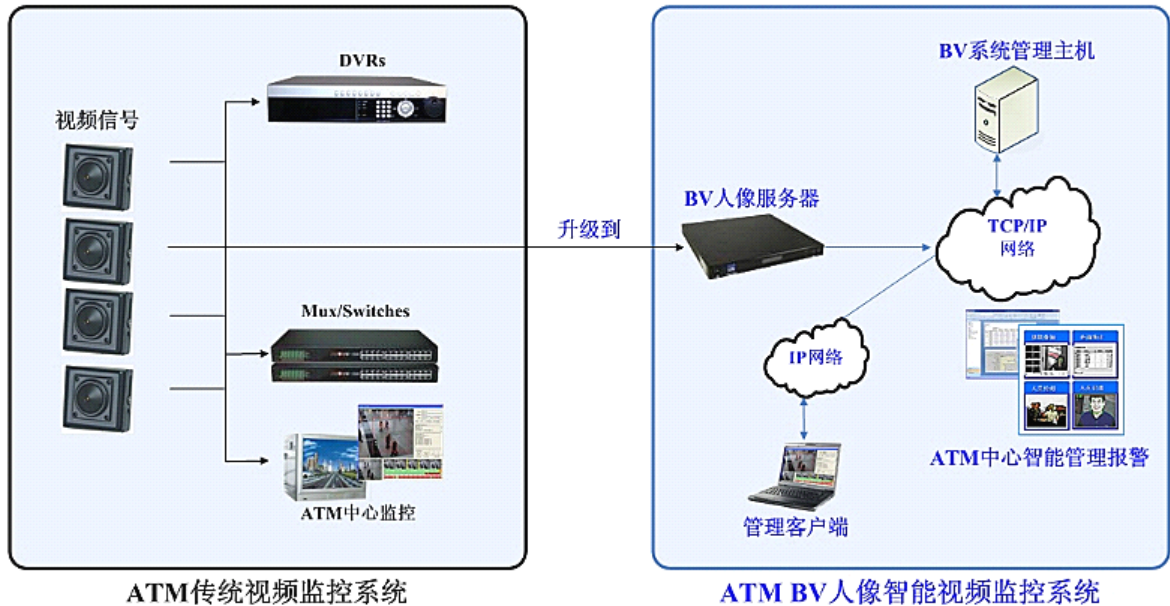 DVRs
视频信号
Mux/Switches
ATM中心监控
ATM传统视频监控系统
升级到
BV系统管理主机
BV人像服务器
TCP/IP
网络
IP网络
管理客户端
ATM中心智能管理报警
ATM BV人像智能视频监控系统